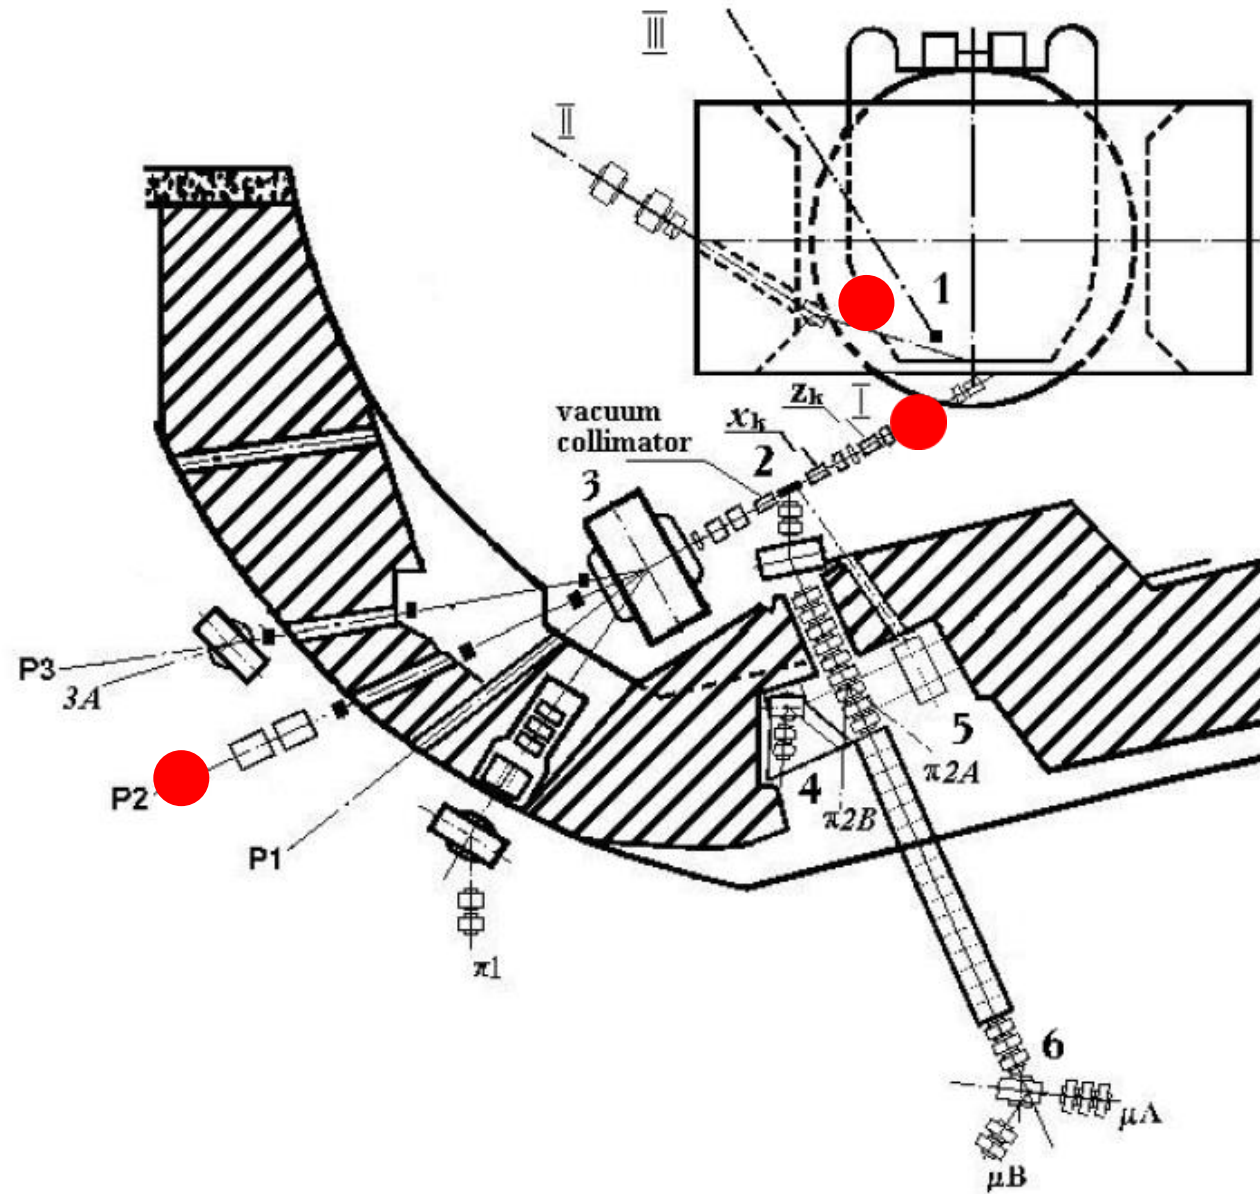 III
II
1
I
z_k
vacuum
x_k
collimator
2
3
P3
3A
5
π2A
P2
4
π2B
P1
π1
6
μA
μB